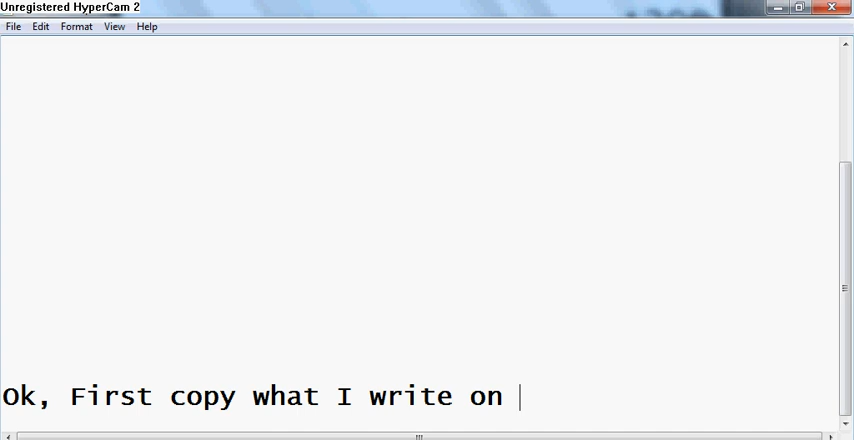 Unregistered HyperCam 2
File Edit Format View Help
Ok, First copy what I write on